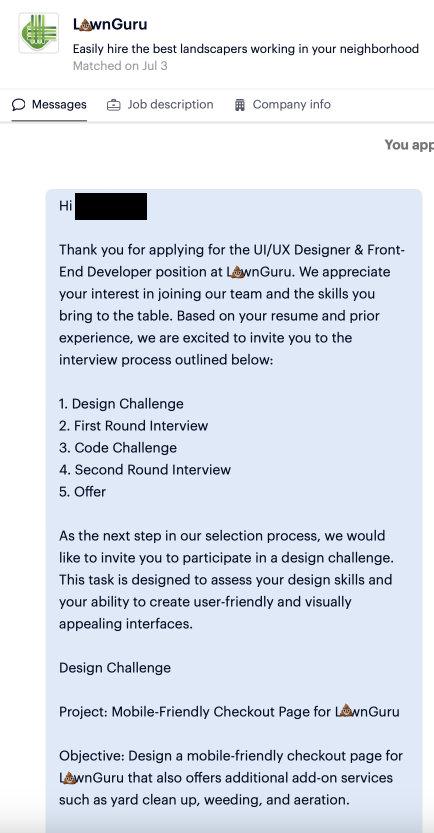 L💩wnGuru
Easily hire the best landscapers working in your neighborhood
Matched on Jul 3
Messages
Job description
Company info
You app
Hi
Thank you for applying for the UI/UX Designer & Front-
End Developer position at L💩wnGuru. We appreciate
your interest in joining our team and the skills you
bring to the table. Based on your resume and prior
experience, we are excited to invite you to the
interview process outlined below:
1. Design Challenge
2. First Round Interview
3. Code Challenge
4. Second Round Interview
5. Offer
As the next step in our selection process, we would
like to invite you to participate in a design challenge.
This task is designed to assess your design skills and
your ability to create user-friendly and visually
appealing interfaces.
Design Challenge
Project: Mobile-Friendly Checkout Page for L💩wnGuru
Objective: Design a mobile-friendly checkout page for
L💩wnGuru that also offers additional add-on services
such as yard clean up, weeding, and aeration.